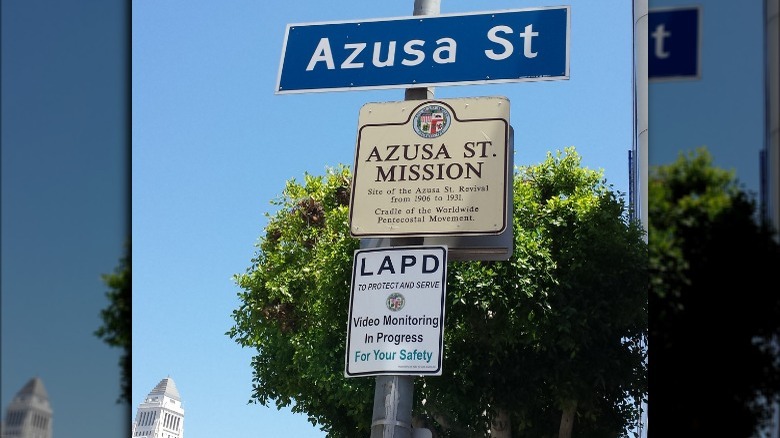 Azusa St
AZUSA ST.
MISSION
Site of the Azusa St. Revival
from 1906 to 1931.
Cradle of the Worldwide
Pentecostal Movement.
LAPD
TO PROTECT AND SERVE
Video Monitoring
In Progress
For Your Safety